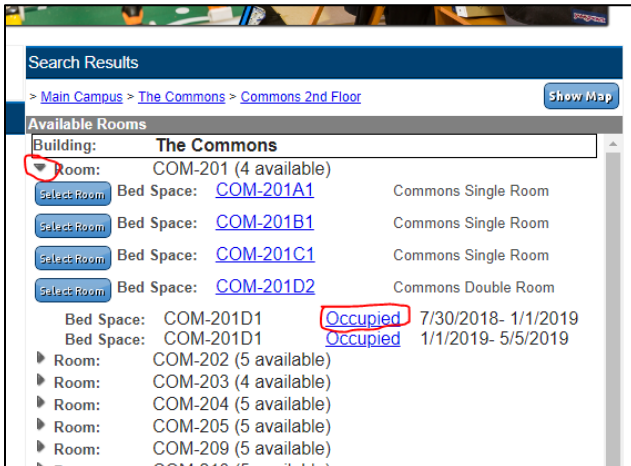 Search Results
> Main Campus > The Commons > Commons 2nd Floor Show Map
Available Rooms
Building: The Commons
Room: COM-201 (4 available)
Select Room Bed Space: COM-201A1 Commons Single Room
Select Room Bed Space: COM-201B1 Commons Single Room
Select Room Bed Space: COM-201C1 Commons Single Room
Select Room Bed Space: COM-201D2 Commons Double Room
Bed Space: COM-201D1 Occupied 7/30/2018- 1/1/2019
Bed Space: COM-201D1 Occupied 1/1/2019- 5/5/2019
Room: COM-202 (5 available)
Room: COM-203 (4 available)
Room: COM-204 (5 available)
Room: COM-205 (5 available)
Room: COM-209 (5 available)